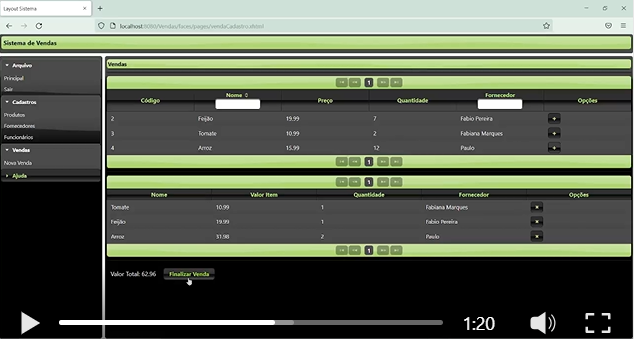 Layout Sistema
localhost:8080/Vendas/faces/pages/vendaCadastro.xhtml
Sistema de Vendas
Arquivo
Principal
Sair
Cadastros
Produtos
Fornecedores
Funcionários
Vendas
Nova Venda
Ajuda
Vendas
1
Código Nome Preço Quantidade Fornecedor Opções
2 Feijão 19.99 7 Fabio Pereira +
3 Tomate 10.99 2 Fabiana Marques +
4 Arroz 15.99 12 Paulo +
1
1
Nome Valor Item Quantidade Fornecedor Opções
Tomate 10.99 1 Fabiana Marques
Feijão 19.99 1 Fabio Pereira
Arroz 31.98 2 Paulo
1
Valor Total: 62.96 Finalizar Venda
1:20